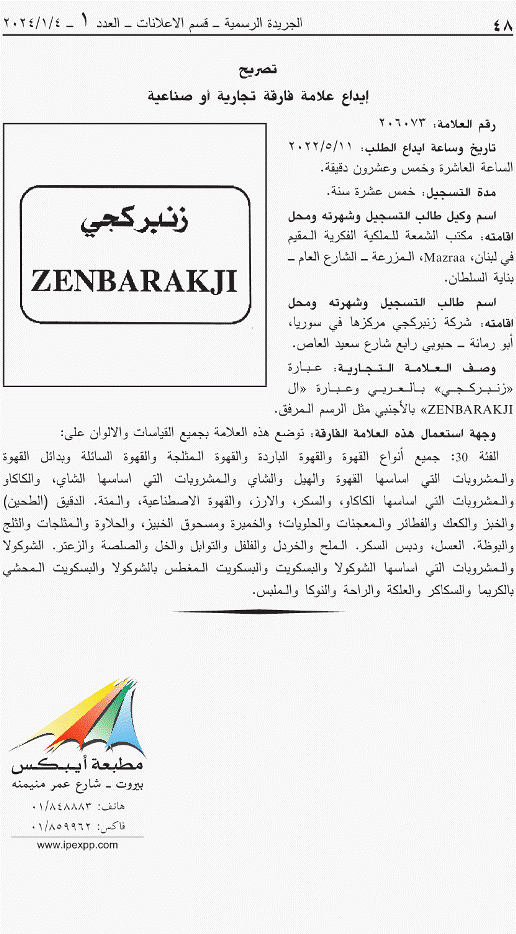 ٤٨
الجريدة الرسمية ـ قسم الاعلانات ـ العدد ١ ـ ٢٠٢٤/١/٤
تصريح
إيداع علامة فارقة تجارية أو صناعية
رقم العلامة: ٢٠٦٠٧٣
تاريخ وساعة ايداع الطلب: ٢٠٢٢/٥/١١
الساعة العاشرة وخمس وعشرون دقيقة.
مدة التسجيل: خمس عشرة سنة.
اسم وكيل طالب التسجيل وشهرته ومحل
اقامته: مكتب الشمعة للملكية الفكرية المقيم
في لبنان، Mazraa، المزرعة ـ الشارع العام ـ
بناية السلطان.
اسم طالب التسجيل وشهرته ومحل
اقامته: شركة زنبركجي مركزها في سوريا،
أبو رمانة ـ حبوبي رابع شارع سعيد العاص.
وصف العلامة التجارية: عبارة
«زنبركجي» بالعربي وعبارة «ال
ZENBARAKJI» بالأجنبي مثل الرسم المرفق.
زنبركجي
ZENBARAKJI
وجهة استعمال هذه العلامة الفارقة: توضع هذه العلامة بجميع القياسات والالوان على:
الفئة 30: جميع أنواع القهوة والقهوة الباردة والقهوة المثلجة والقهوة السائلة وبدائل القهوة
والمشروبات التي اساسها القهوة والهيل والشاي والمشروبات التي اساسها الشاي، والكاكاو
والمشروبات التي اساسها الكاكاو، والسكر، والارز، والقهوة الاصطناعية، والمتة. الدقيق (الطحين)
والخبز والكعك والفطائر والمعجنات والحلويات؛ والخميرة ومسحوق الخبيز، والحلاوة والمثلجات والثلج
والبوظة. العسل، ودبس السكر. الملح والخردل والفلفل والتوابل والخل والصلصة والزعتر. الشوكولا
والمشروبات التي اساسها الشوكولا والبسكويت والبسكويت المغطس بالشوكولا والبسكويت المحشي
بالكريما والسكاكر والعلكة والراحة والنوكا والملبس.
مطبعة أيبكس
بيروت ـ شارع عمر منيمنه
هاتف: ٠١/٨٤٨٨٨٣
فاكس: ٠١/٨٥٩٩٦٢
www.ipexpp.com